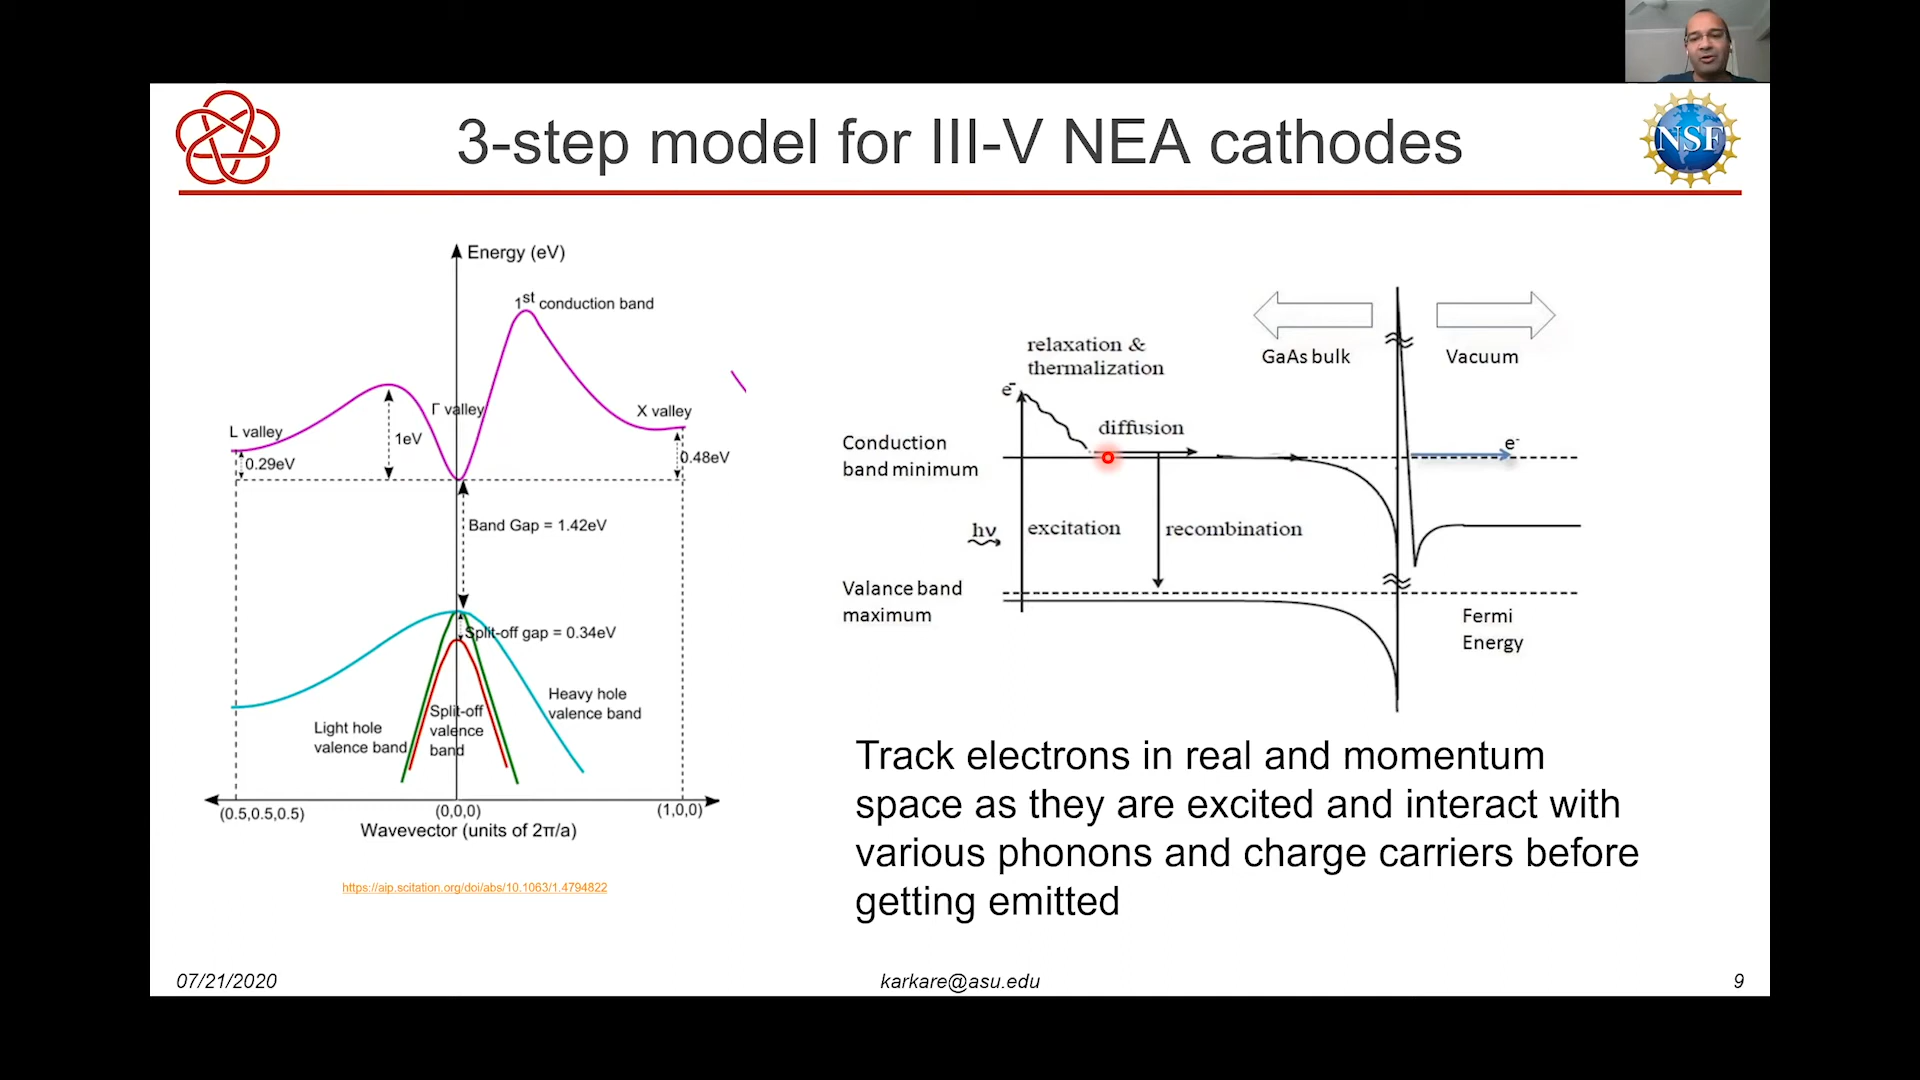 3-step model for III-V NEA cathodes
NSF
Energy (eV)
1st conduction band
Γ valley
X valley
L valley
1eV
0.29eV
0.48eV
Band Gap = 1.42eV
Split-off gap = 0.34eV
Heavy hole
valence band
Light hole
valence band
Split-off
valence
band
(0.5,0.5,0.5)
(0,0,0)
(1,0,0)
Wavevector (units of 2π/a)
https://aip.scitation.org/doi/abs/10.1063/1.4794822
GaAs bulk
Vacuum
relaxation &
thermalization
e-
diffusion
Conduction
band minimum
e-
hν
excitation
recombination
Valance band
maximum
Fermi
Energy
Track electrons in real and momentum
space as they are excited and interact with
various phonons and charge carriers before
getting emitted
07/21/2020
karkare@asu.edu
9